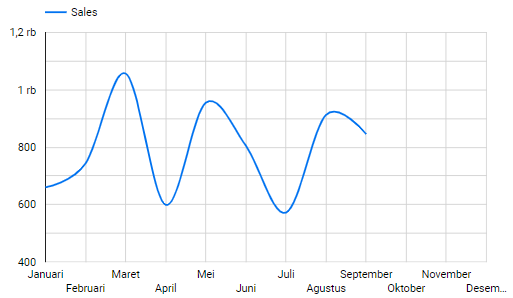 Sales
1,2 rb
1 rb
800
600
400
Januari
Februari
Maret
April
Mei
Juni
Juli
Agustus
September
Oktober
November
Desem...